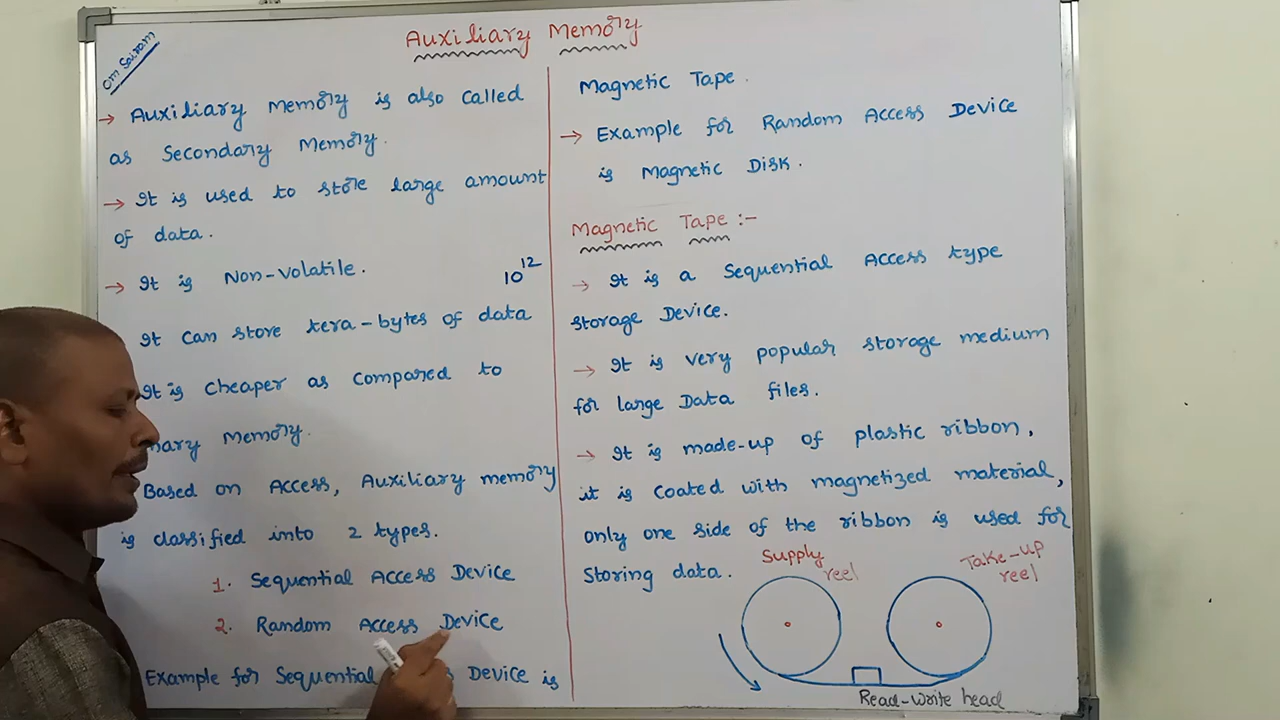 Om Sairam
Auxiliary Memory
→ Auxiliary Memory is also called
as Secondary Memory.
→ It is used to store large amount
of data.
→ It is Non-volatile.
10^12
It can store tera-bytes of data
It is cheaper as compared to
Memory.
Based on Access, Auxiliary memory
is classified into 2 types.
1. Sequential Access Device
2. Random Access Device
Example for Sequential Device is
Magnetic Tape.
→ Example for Random Access Device
is Magnetic Disk.
Magnetic Tape :-
→ It is a Sequential Access type
storage Device.
→ It is very popular storage medium
for large Data files.
→ It is made-up of plastic ribbon,
it is coated with magnetized material,
only one side of the ribbon is used for
Storing data.
Supply
reel
Take-up
reel
Read-write head